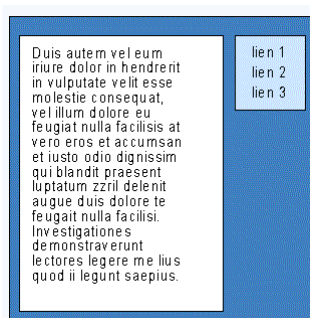 Duis autem vel eum
iriure dolor in hendrerit
in vulputate velit esse
molestie consequat,
vel illum dolore eu
feugiat nulla facilisis at
vero eros et accumsan
et iusto odio dignissim
qui blandit praesent
luptatum zzril delenit
augue duis dolore te
feugait nulla facilisi.
Investigationes
demonstraverunt
lectores legere me lius
quod ii legunt saepius.
lien 1
lien 2
lien 3